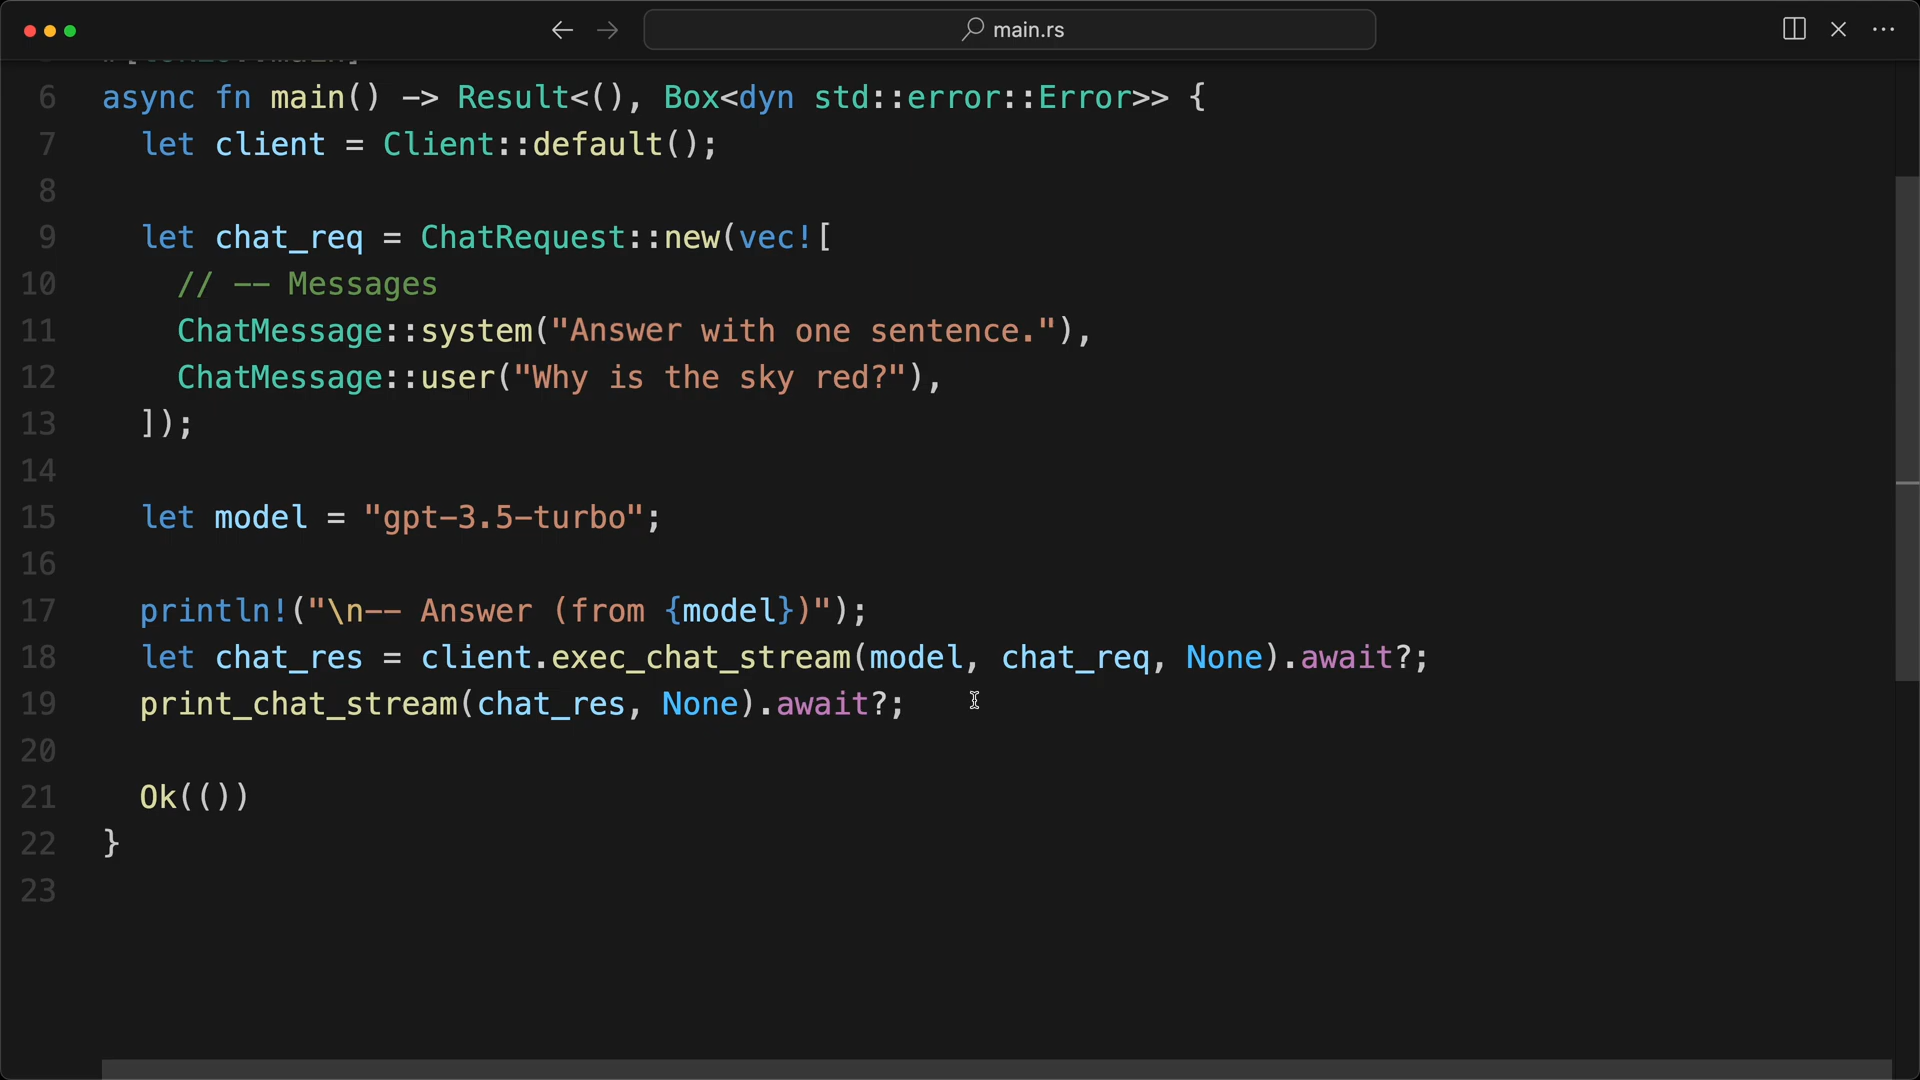 main.rs
6 async fn main() -> Result<(), Box<dyn std::error::Error>> {
7 let client = Client::default();
8
9 let chat_req = ChatRequest::new(vec![
10 // -- Messages
11 ChatMessage::system("Answer with one sentence."),
12 ChatMessage::user("Why is the sky red?"),
13 ]);
14
15 let model = "gpt-3.5-turbo";
16
17 println!("\n-- Answer (from {model})");
18 let chat_res = client.exec_chat_stream(model, chat_req, None).await?;
19 print_chat_stream(chat_res, None).await?;
20
21 Ok(())
22 }
23